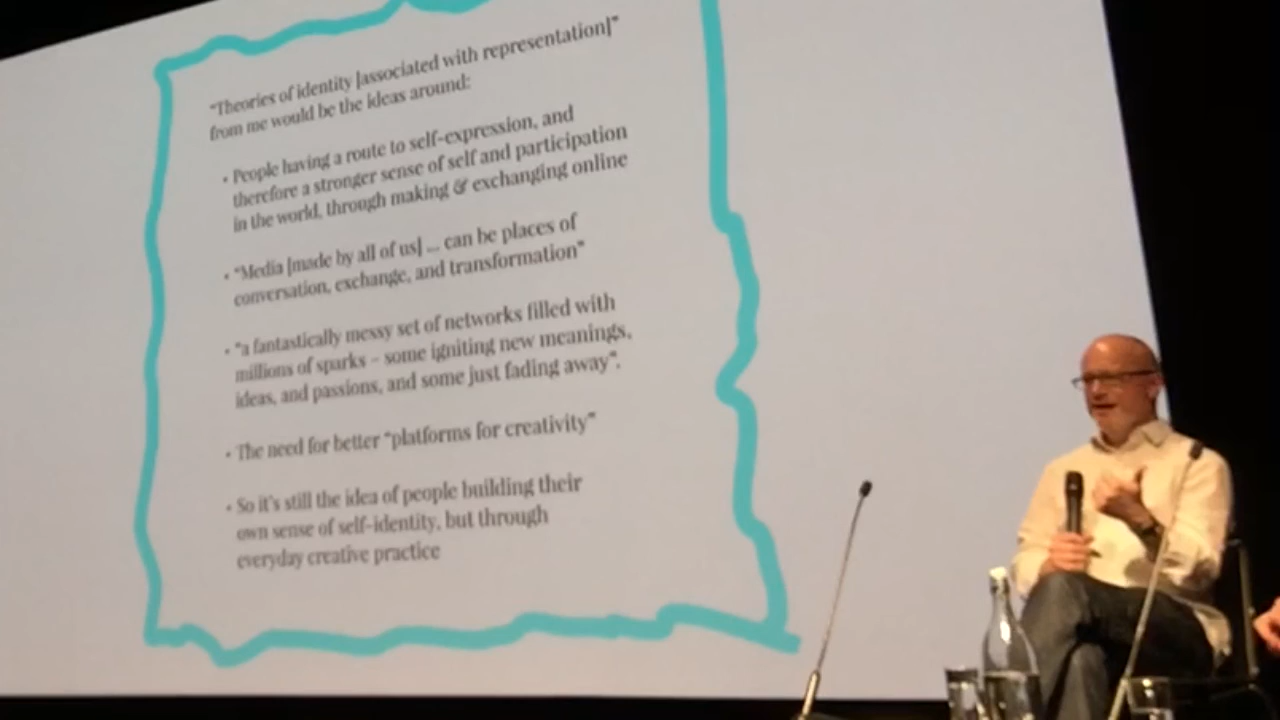 “Theories of identity [associated with representation]”
from me would be the ideas around:
• People having a route to self-expression, and
therefore a stronger sense of self and participation
in the world, through making & exchanging online
• “Media [made by all of us] ... can be places of
conversation, exchange, and transformation”
• “a fantastically messy set of networks filled with
millions of sparks – some igniting new meanings,
ideas, and passions, and some just fading away”.
• The need for better “platforms for creativity”
• So it’s still the idea of people building their
own sense of self-identity, but through
everyday creative practice